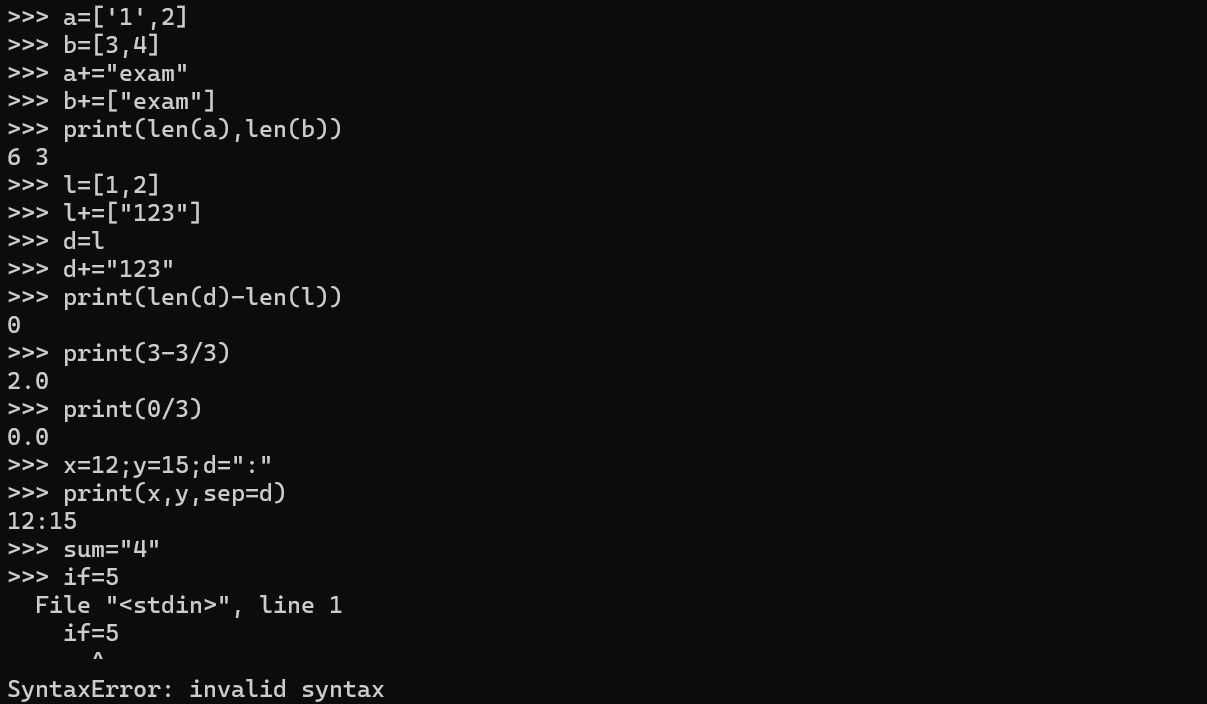 >>> a=['1',2]
>>> b=[3,4]
>>> a+="exam"
>>> b+=["exam"]
>>> print(len(a),len(b))
6 3
>>> l=[1,2]
>>> l+=["123"]
>>> d=l
>>> d+="123"
>>> print(len(d)-len(l))
0
>>> print(3-3/3)
2.0
>>> print(0/3)
0.0
>>> x=12;y=15;d=":"
>>> print(x,y,sep=d)
12:15
>>> sum="4"
>>> if=5
  File "<stdin>", line 1
    if=5
      ^
SyntaxError: invalid syntax